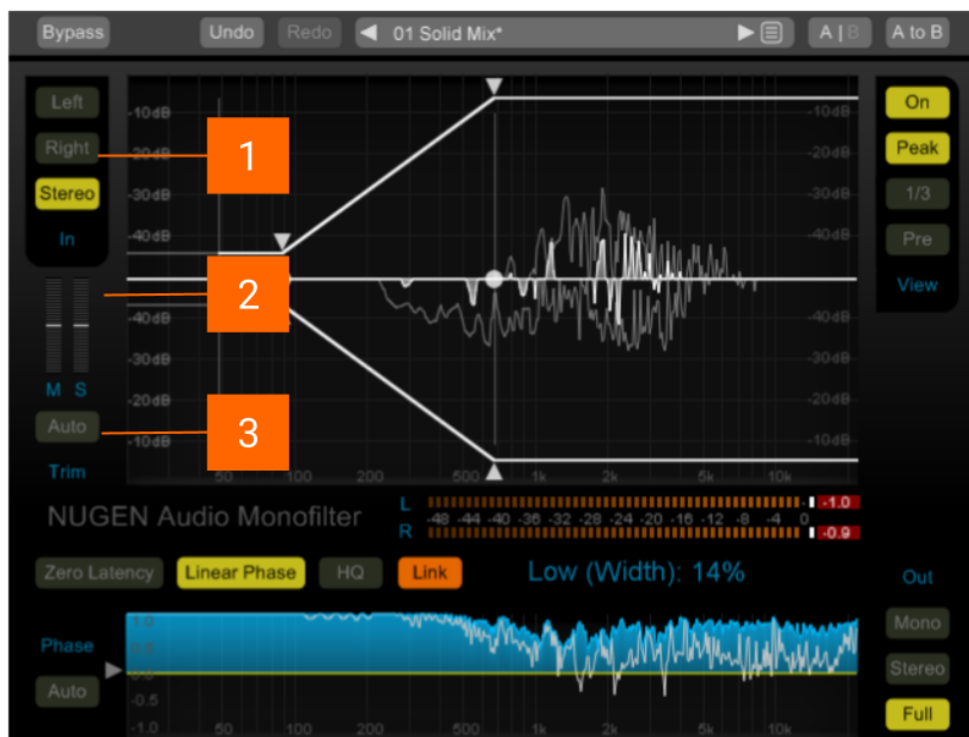 Bypass Undo Redo 01 Solid Mix* A | B A to B
Left -10dB -10dB On
Right -20dB 1 -20dB Peak
Stereo -30dB -30dB 1/3
In -40dB -40dB Pre
2 View
-40dB -40dB
-30dB -30dB
M S -20dB -20dB
Auto -10dB 3 -10dB
Trim 50 100 200 500 1k 2k 5k 10k
NUGEN Audio Monofilter
L -1.0
-48 -44 -40 -36 -32 -28 -24 -20 -16 -12 -8 -4 0
R -0.9
Zero Latency Linear Phase HQ Link Low (Width): 14% Out
1.0 Mono
Phase 0.5
0.0 Stereo
Auto -0.5
-1.0 50 100 200 500 1k 2k 5k 10k Full